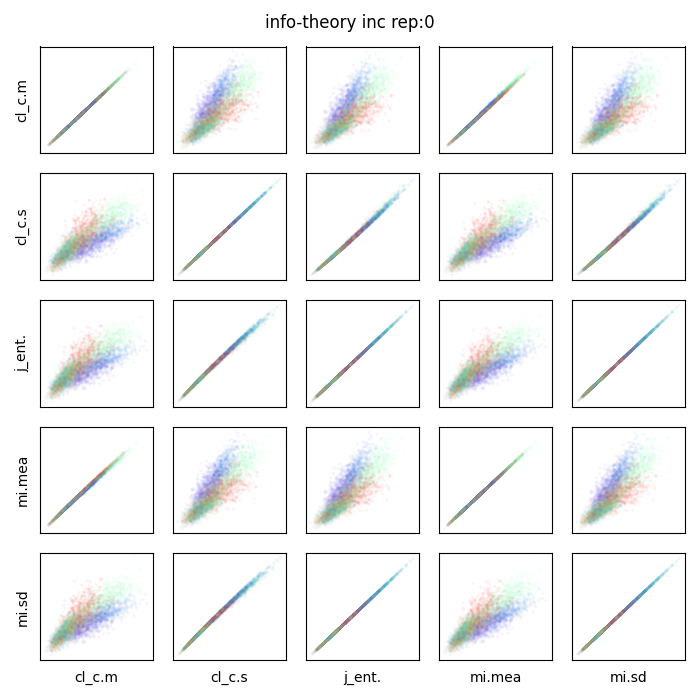 info-theory inc rep:0
cl_c.m
cl_c.s
j_ent.
mi.mea
mi.sd
cl_c.m
cl_c.s
j_ent.
mi.mea
mi.sd